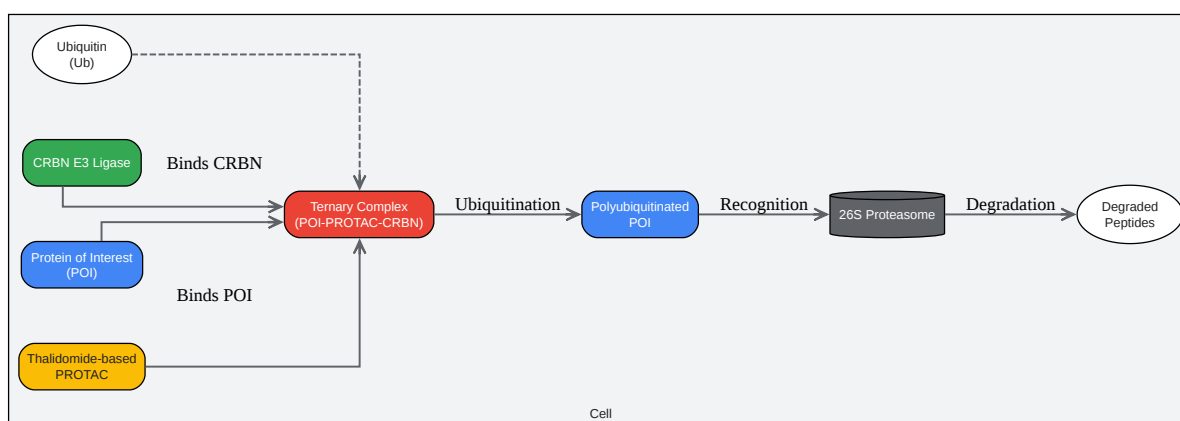 Ubiquitin
(Ub)
CRBN E3 Ligase
Binds CRBN
Protein of Interest
(POI)
Binds POI
Thalidomide-based
PROTAC
Ternary Complex
(POI-PROTAC-CRBN)
Ubiquitination
Polyubiquitinated
POI
Recognition
26S Proteasome
Degradation
Degraded
Peptides
Cell